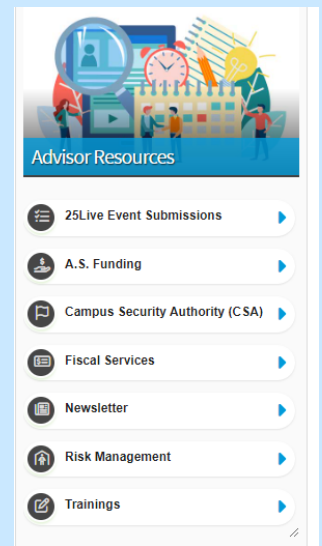 Advisor Resources
25Live Event Submissions
A.S. Funding
Campus Security Authority (CSA)
Fiscal Services
Newsletter
Risk Management
Trainings